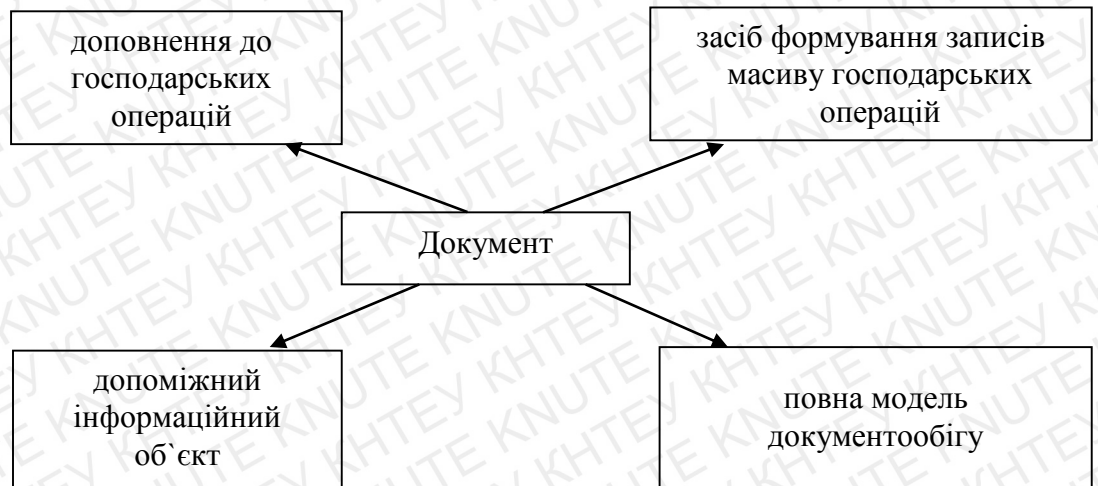 доповнення до
господарських
операцій
засіб формування записів
масиву господарських
операцій
Документ
допоміжний
інформаційний
об`єкт
повна модель
документообігу